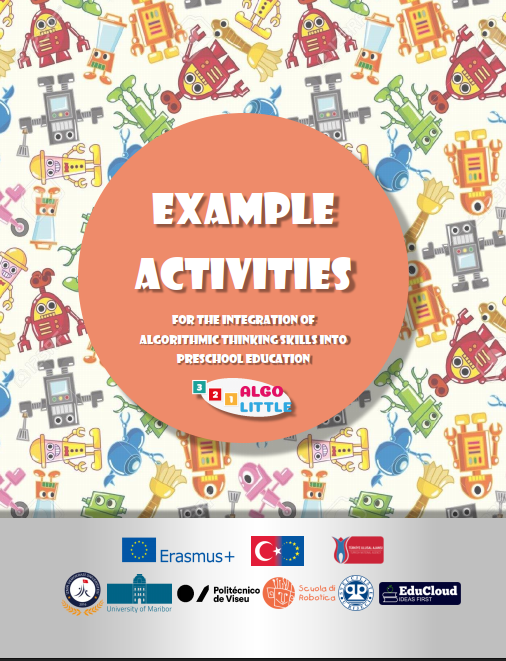 EXAMPLE
ACTIVITIES
FOR THE INTEGRATION OF
ALGORITHMIC THINKING SKILLS INTO
PRESCHOOL EDUCATION
3 2 1 ALGO
LITTLE
Erasmus+
University of Maribor
Politécnico
de Viseu
Scuola di
Robotica
EduCloud
IDEAS FIRST